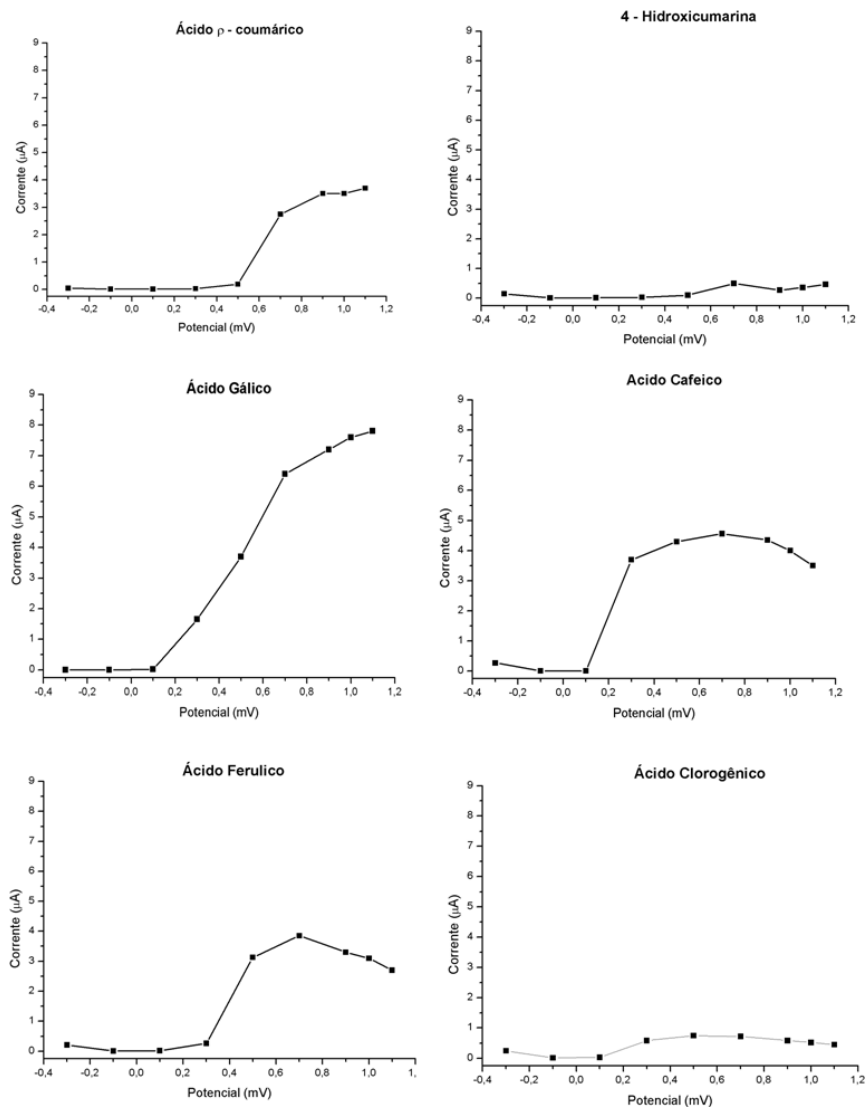 Ácido ρ - coumárico
Corrente (µA)
9
8
7
6
5
4
3
2
1
0
-0,4 -0,2 0,0 0,2 0,4 0,6 0,8 1,0 1,2
Potencial (mV)
4 - Hidroxicumarina
Corrente (µA)
9
8
7
6
5
4
3
2
1
0
-0,4 -0,2 0,0 0,2 0,4 0,6 0,8 1,0 1,2
Potencial (mV)
Ácido Gálico
Corrente (µA)
9
8
7
6
5
4
3
2
1
0
-0,4 -0,2 0,0 0,2 0,4 0,6 0,8 1,0 1,2
Potencial (mV)
Acido Cafeico
Corrente (µA)
9
8
7
6
5
4
3
2
1
0
-0,4 -0,2 0,0 0,2 0,4 0,6 0,8 1,0 1,2
Potencial (mV)
Ácido Ferulico
Corrente (µA)
9
8
7
6
5
4
3
2
1
0
-0,4 -0,2 0,0 0,2 0,4 0,6 0,8 1,0 1,2
Potencial (mV)
Ácido Clorogênico
Corrente (µA)
9
8
7
6
5
4
3
2
1
0
-0,4 -0,2 0,0 0,2 0,4 0,6 0,8 1,0 1,2
Potencial (mV)